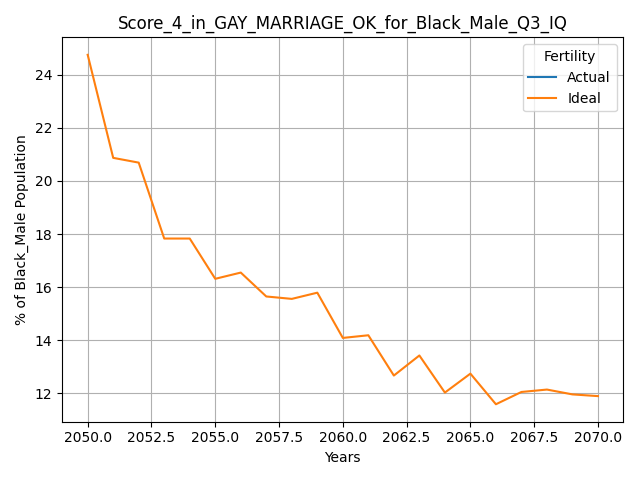 Score_4_in_GAY_MARRIAGE_OK_for_Black_Male_Q3_IQ
Fertility
Actual
Ideal
% of Black_Male Population
24
22
20
18
16
14
12
2050.0 2052.5 2055.0 2057.5 2060.0 2062.5 2065.0 2067.5 2070.0
Years